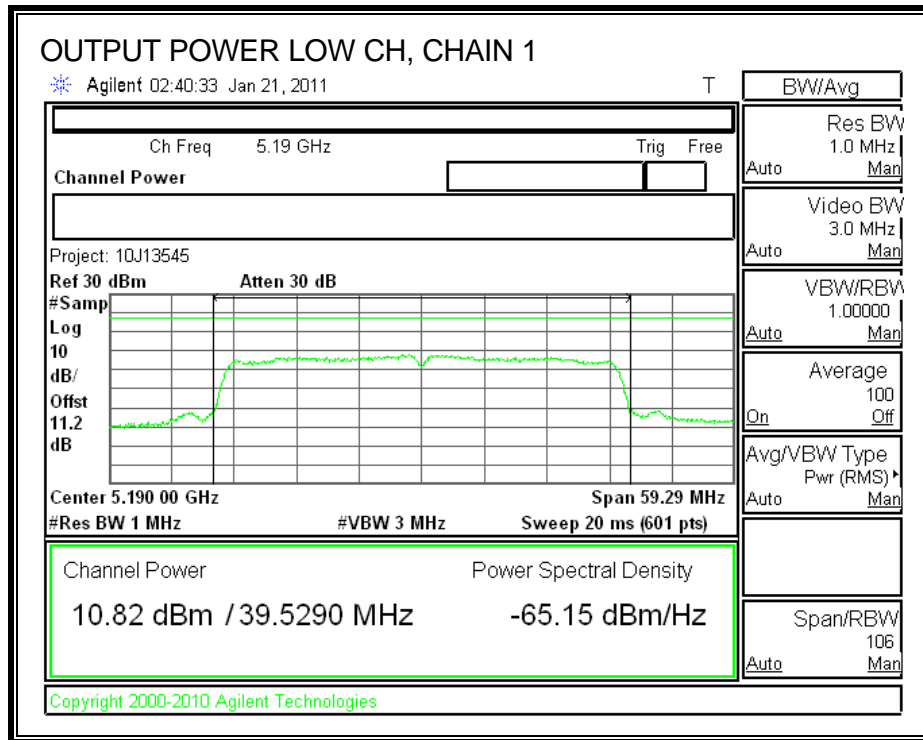 OUTPUT POWER LOW CH, CHAIN 1
Agilent 02:40:33 Jan 21, 2011 T
BW/Avg
Ch Freq 5.19 GHz Trig Free
Channel Power
Res BW
1.0 MHz
Auto Man
Video BW
3.0 MHz
Auto Man
Project: 10J13545
Ref 30 dBm Atten 30 dB
#Samp
Log
10
dB/
Offst
11.2
dB
VBW/RBW
1.00000
Auto Man
Average
100
On Off
Avg/VBW Type
Pwr (RMS)
Auto Man
Center 5.190 00 GHz Span 59.29 MHz
#Res BW 1 MHz #VBW 3 MHz Sweep 20 ms (601 pts)
Channel Power Power Spectral Density
10.82 dBm / 39.5290 MHz -65.15 dBm/Hz
Span/RBW
106
Auto Man
Copyright 2000-2010 Agilent Technologies